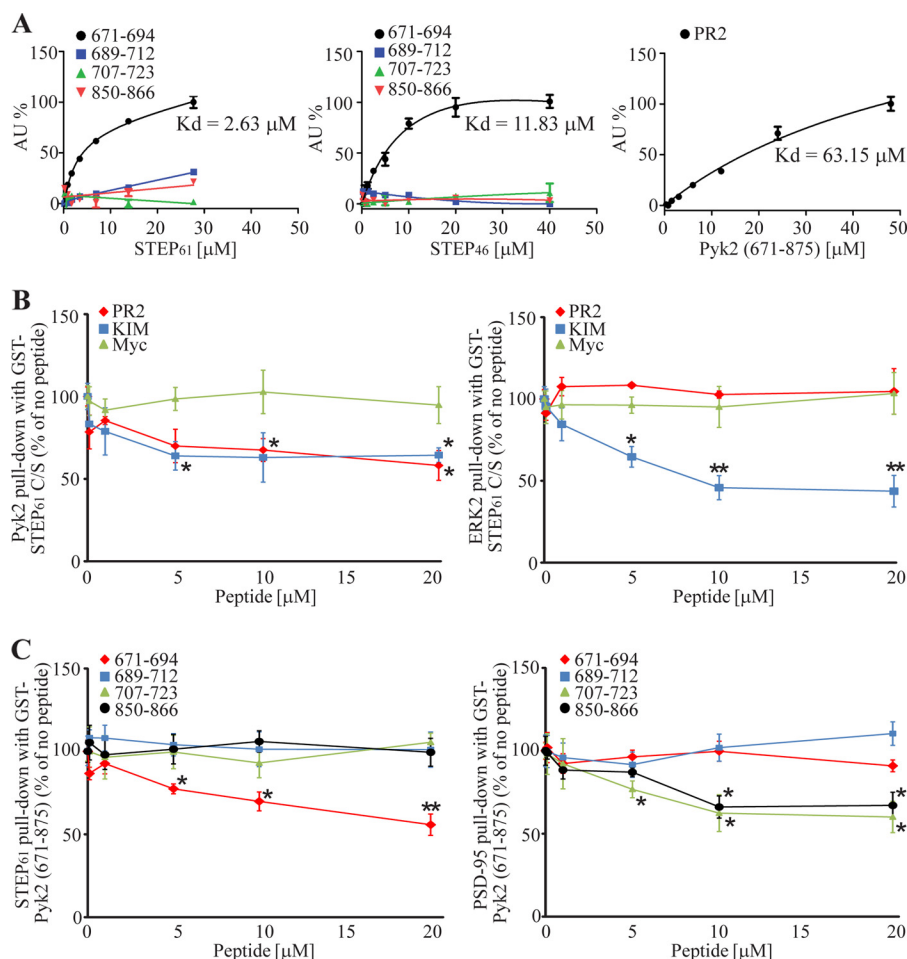 A
671-694
689-712
707-723
850-866
AU %
150
100
50
0
0 10 20 30 40 50
STEP61 [µM]
Kd = 2.63 µM
671-694
689-712
707-723
850-866
AU %
150
100
50
0
0 10 20 30 40 50
STEP46 [µM]
Kd = 11.83 µM
PR2
AU %
150
100
50
0
0 10 20 30 40 50
Pyk2 (671-875) [µM]
Kd = 63.15 µM
B
PR2
KIM
Myc
Pyk2 pull-down with GST-
STEP61 C/S (% of no peptide)
150
100
50
0
* * * *
0 5 10 15 20
Peptide [µM]
PR2
KIM
Myc
ERK2 pull-down with GST-
STEP61 C/S (% of no peptide)
150
100
50
0
* ** **
0 5 10 15 20
Peptide [µM]
C
671-694
689-712
707-723
850-866
STEP61 pull-down with GST-
Pyk2 (671-875) (% of no peptide)
150
100
50
0
* * **
0 5 10 15 20
Peptide [µM]
671-694
689-712
707-723
850-866
PSD-95 pull-down with GST-
Pyk2 (671-875) (% of no peptide)
150
100
50
0
* * * * *
0 5 10 15 20
Peptide [µM]